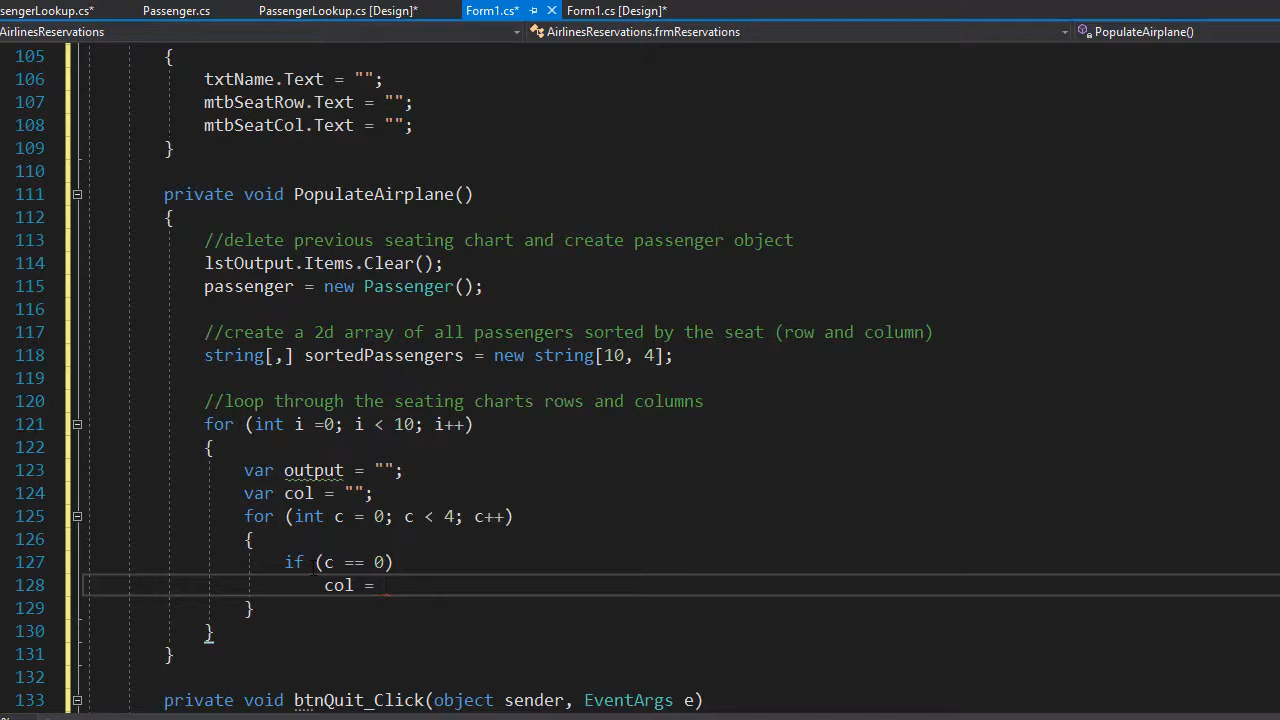 ssengerLookup.cs* Passenger.cs PassengerLookup.cs [Design]* Form1.cs* Form1.cs [Design]*
AirlinesReservations AirlinesReservations.frmReservations PopulateAirplane()
105 {
106 txtName.Text = "";
107 mtbSeatRow.Text = "";
108 mtbSeatCol.Text = "";
109 }
110
111 private void PopulateAirplane()
112 {
113 //delete previous seating chart and create passenger object
114 lstOutput.Items.Clear();
115 passenger = new Passenger();
116
117 //create a 2d array of all passengers sorted by the seat (row and column)
118 string[,] sortedPassengers = new string[10, 4];
119
120 //loop through the seating charts rows and columns
121 for (int i =0; i < 10; i++)
122 {
123 var output = "";
124 var col = "";
125 for (int c = 0; c < 4; c++)
126 {
127 if (c == 0)
128 col =
129 }
130 }
131 }
132
133 private void btnQuit_Click(object sender, EventArgs e)